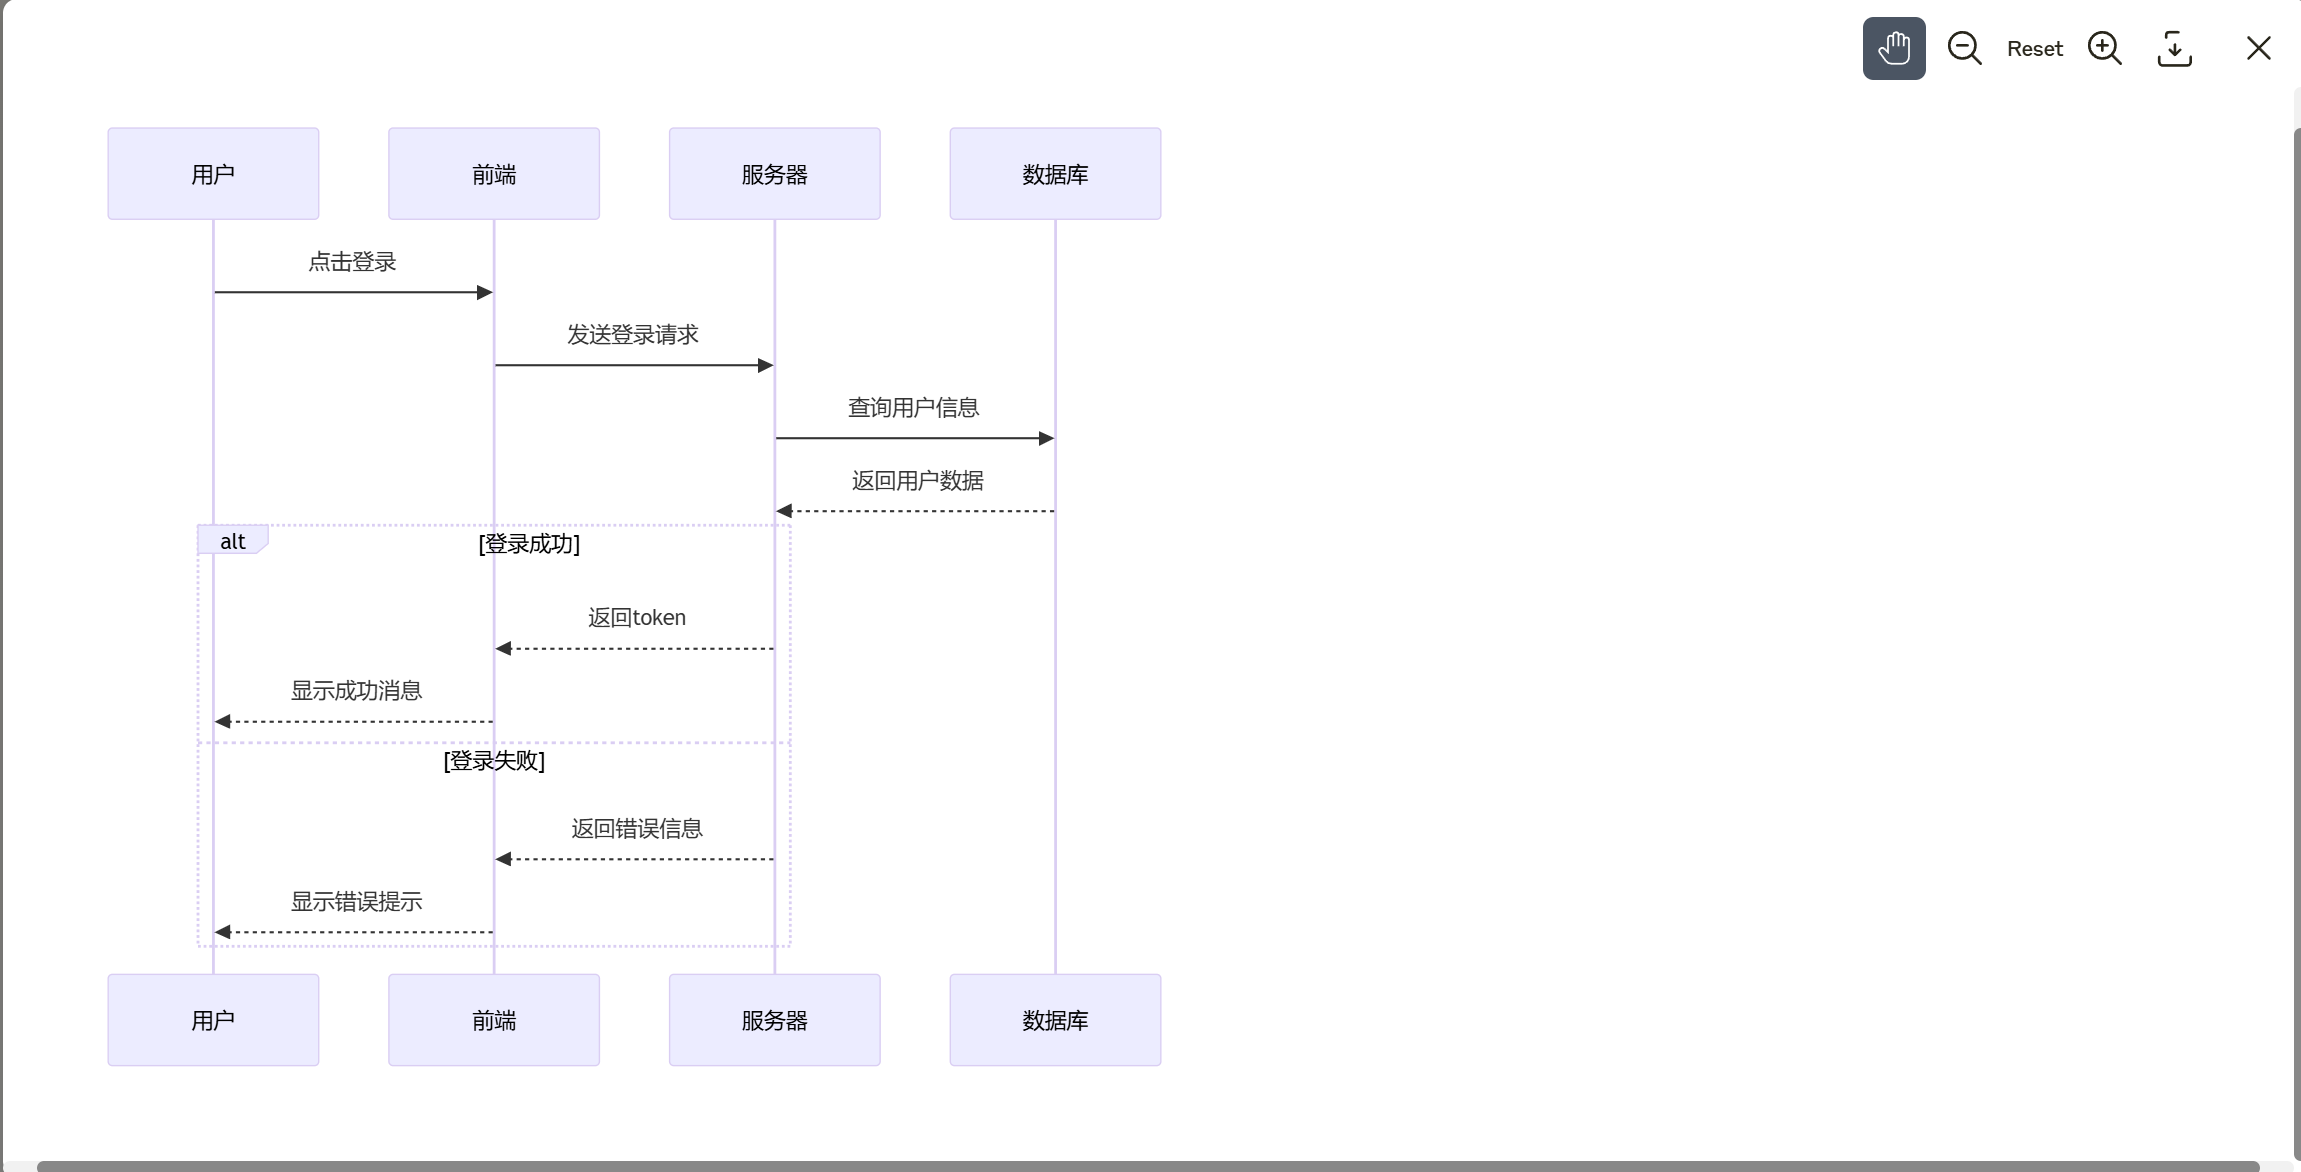 Reset
用户
前端
服务器
数据库
点击登录
发送登录请求
查询用户信息
返回用户数据
alt
[登录成功]
返回token
显示成功消息
[登录失败]
返回错误信息
显示错误提示
用户
前端
服务器
数据库